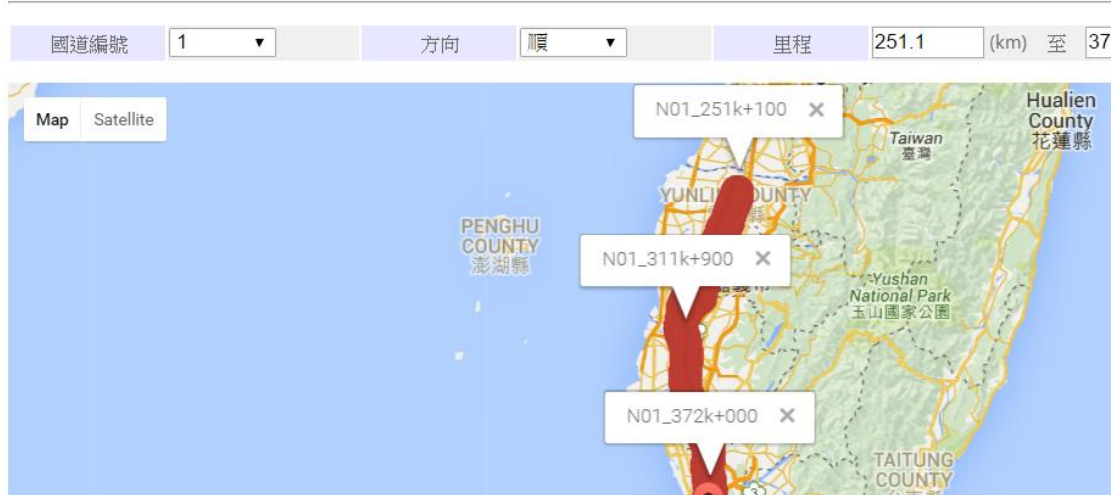 國道編號 1 方向 順 里程 251.1 (km) 至 37
Map Satellite
N01_251k+100
Hualien
County
花蓮縣
Taiwan
臺灣
PENGHU
COUNTY
澎湖縣
N01_311k+900
Yushan
National Park
玉山國家公園
N01_372k+000
3
TAITUNG
COUNTY